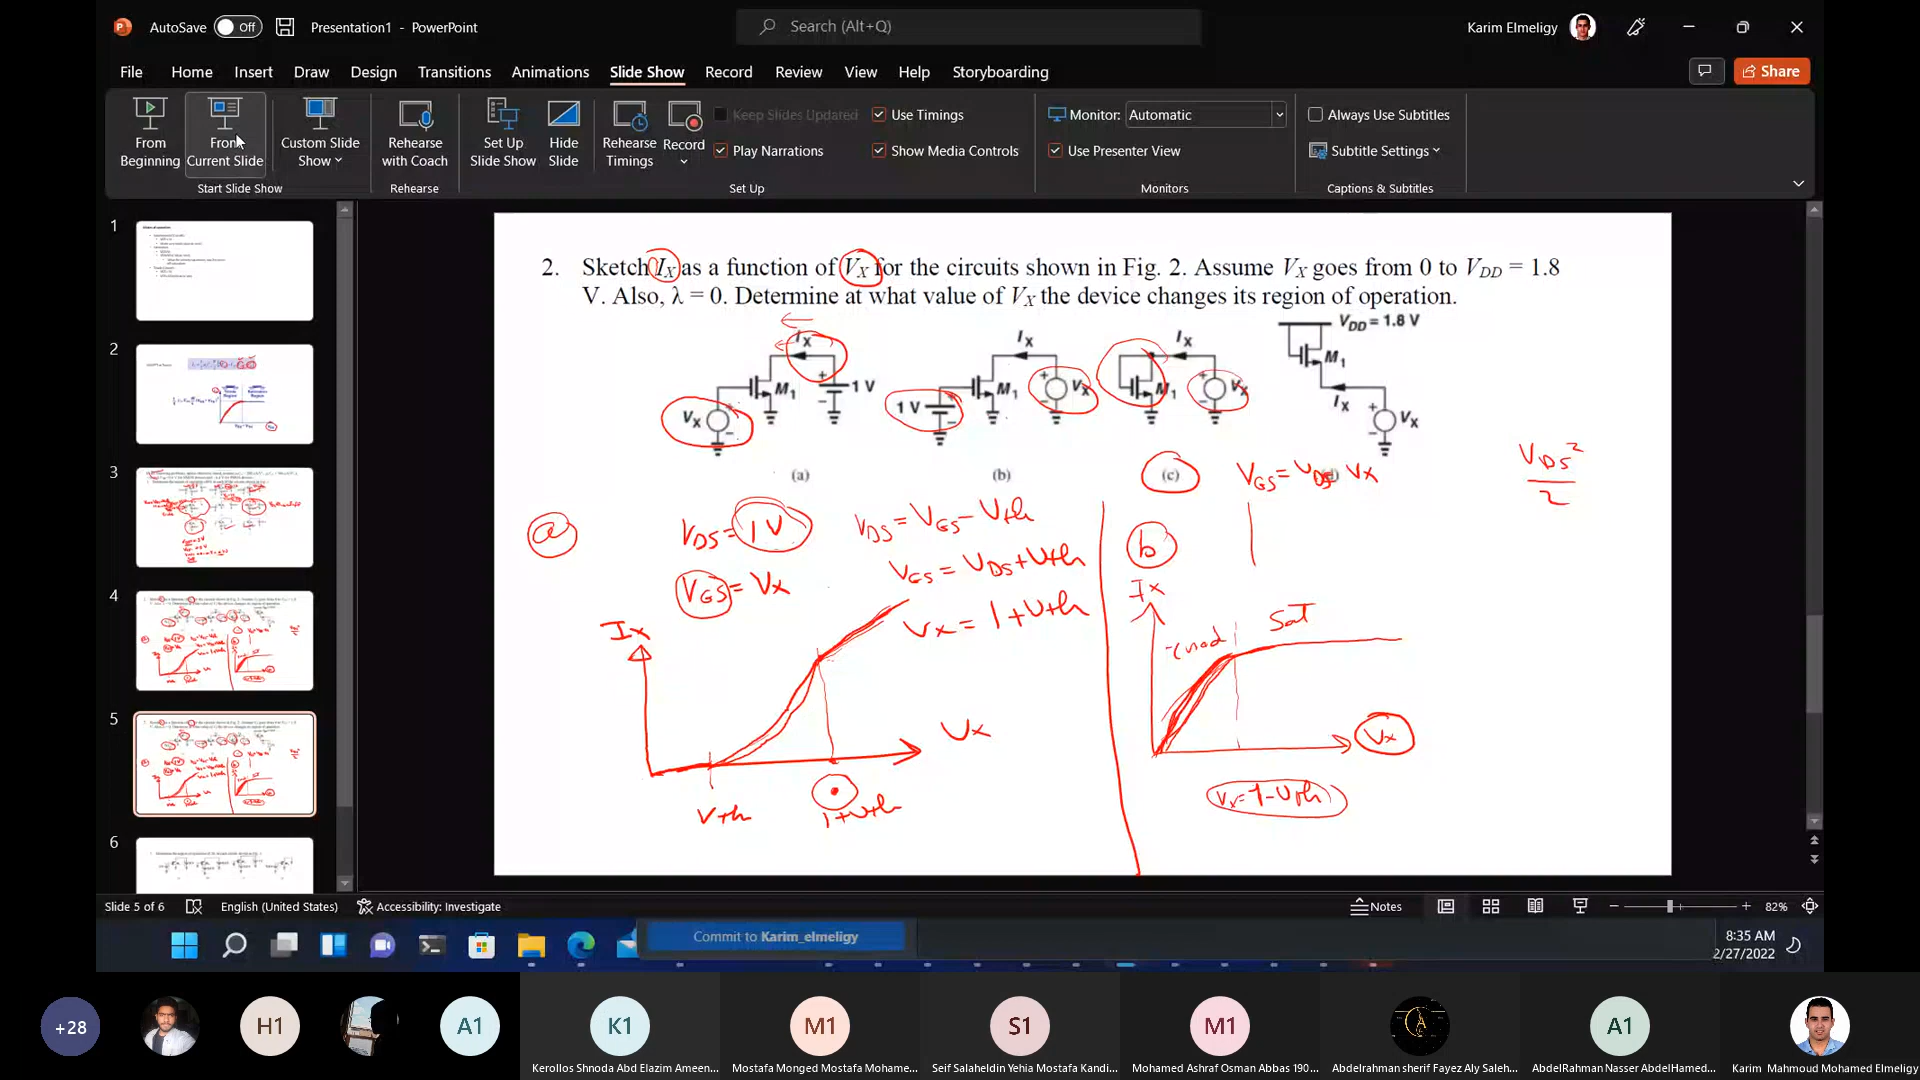 AutoSave Off Presentation1 - PowerPoint
Search (Alt+Q)
Karim Elmeligy
File Home Insert Draw Design Transitions Animations Slide Show Record Review View Help Storyboarding
Share
From Beginning
From Current Slide
Custom Slide Show
Start Slide Show
Rehearse with Coach
Rehearse
Set Up Slide Show
Hide Slide
Rehearse Timings
Record
Keep Slides Updated
Play Narrations
Use Timings
Show Media Controls
Set Up
Monitor: Automatic
Use Presenter View
Monitors
Always Use Subtitles
Subtitle Settings
Captions & Subtitles
1
2
3
4
5
6
2. Sketch IX as a function of VX for the circuits shown in Fig. 2. Assume VX goes from 0 to VDD = 1.8
V. Also, λ = 0. Determine at what value of VX the device changes its region of operation.
IX
VX
M1
1 V
(a)
1 V
IX
M1
VX
(b)
IX
M1
VX
(c)
VDD = 1.8 V
M1
IX
VX
(d)
VGS = VDS VX
VDS²
2
a
VDS = 1V
VGS = VX
VDS = VGS - Vth
VGS = VDS + Vth
VX = 1 + Vth
Ix
Vx
Vth
1+Vth
b
Ix
Sat
Vx
Vx = 1 - Vth
Slide 5 of 6 English (United States) Accessibility: Investigate
Notes 82%
Commit to Karim_elmeligy
8:35 AM
2/27/2022
+28
H1
A1
K1
M1
S1
M1
A1
Kerollos Shnoda Abd Elazim Ameen...
Mostafa Monged Mostafa Mohame...
Seif Salaheldin Yehia Mostafa Kandi...
Mohamed Ashraf Osman Abbas 190...
Abdelrahman sherif Fayez Aly Saleh...
AbdelRahman Nasser AbdelHamed...
Karim Mahmoud Mohamed Elmeligy